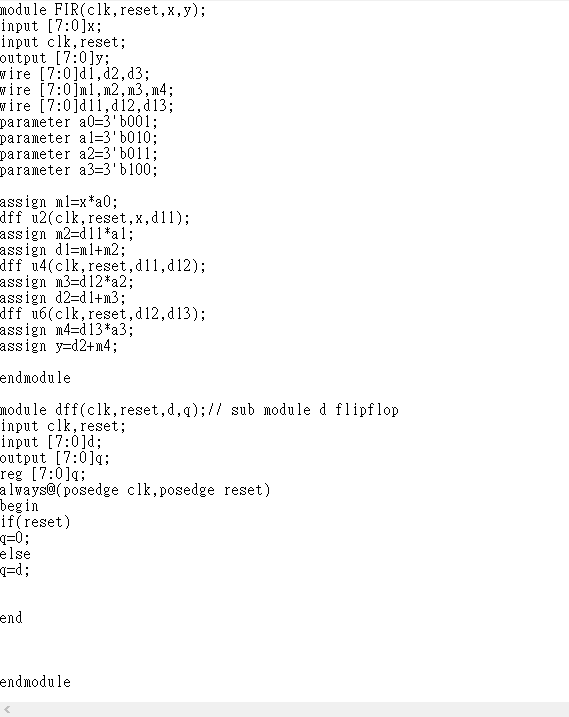 module FIR(clk,reset,x,y);
input [7:0]x;
input clk,reset;
output [7:0]y;
wire [7:0]d1,d2,d3;
wire [7:0]m1,m2,m3,m4;
wire [7:0]d11,d12,d13;
parameter a0=3'b001;
parameter a1=3'b010;
parameter a2=3'b011;
parameter a3=3'b100;
assign m1=x*a0;
dff u2(clk,reset,x,d11);
assign m2=d11*a1;
assign d1=m1+m2;
dff u4(clk,reset,d11,d12);
assign m3=d12*a2;
assign d2=d1+m3;
dff u6(clk,reset,d12,d13);
assign m4=d13*a3;
assign y=d2+m4;
endmodule
module dff(clk,reset,d,q);// sub module d flipflop
input clk,reset;
input [7:0]d;
output [7:0]q;
reg [7:0]q;
always@(posedge clk,posedge reset)
begin
if(reset)
q=0;
else
q=d;
end
endmodule